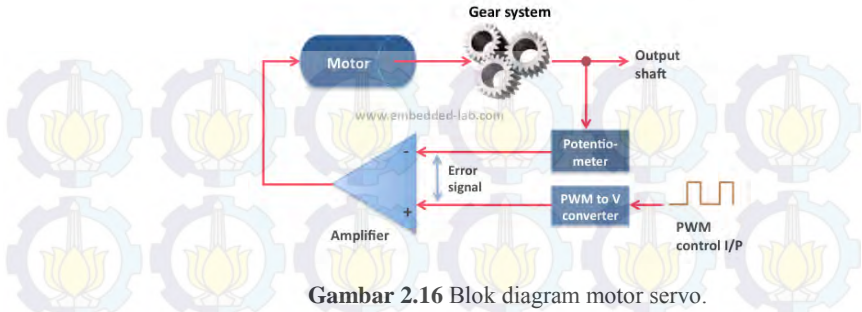 Gear system
Motor
Output
shaft
www.embedded-lab.com
Potentio-
meter
-
Error
signal
PWM to V
converter
+
Amplifier
PWM
control I/P
Gambar 2.16 Blok diagram motor servo.